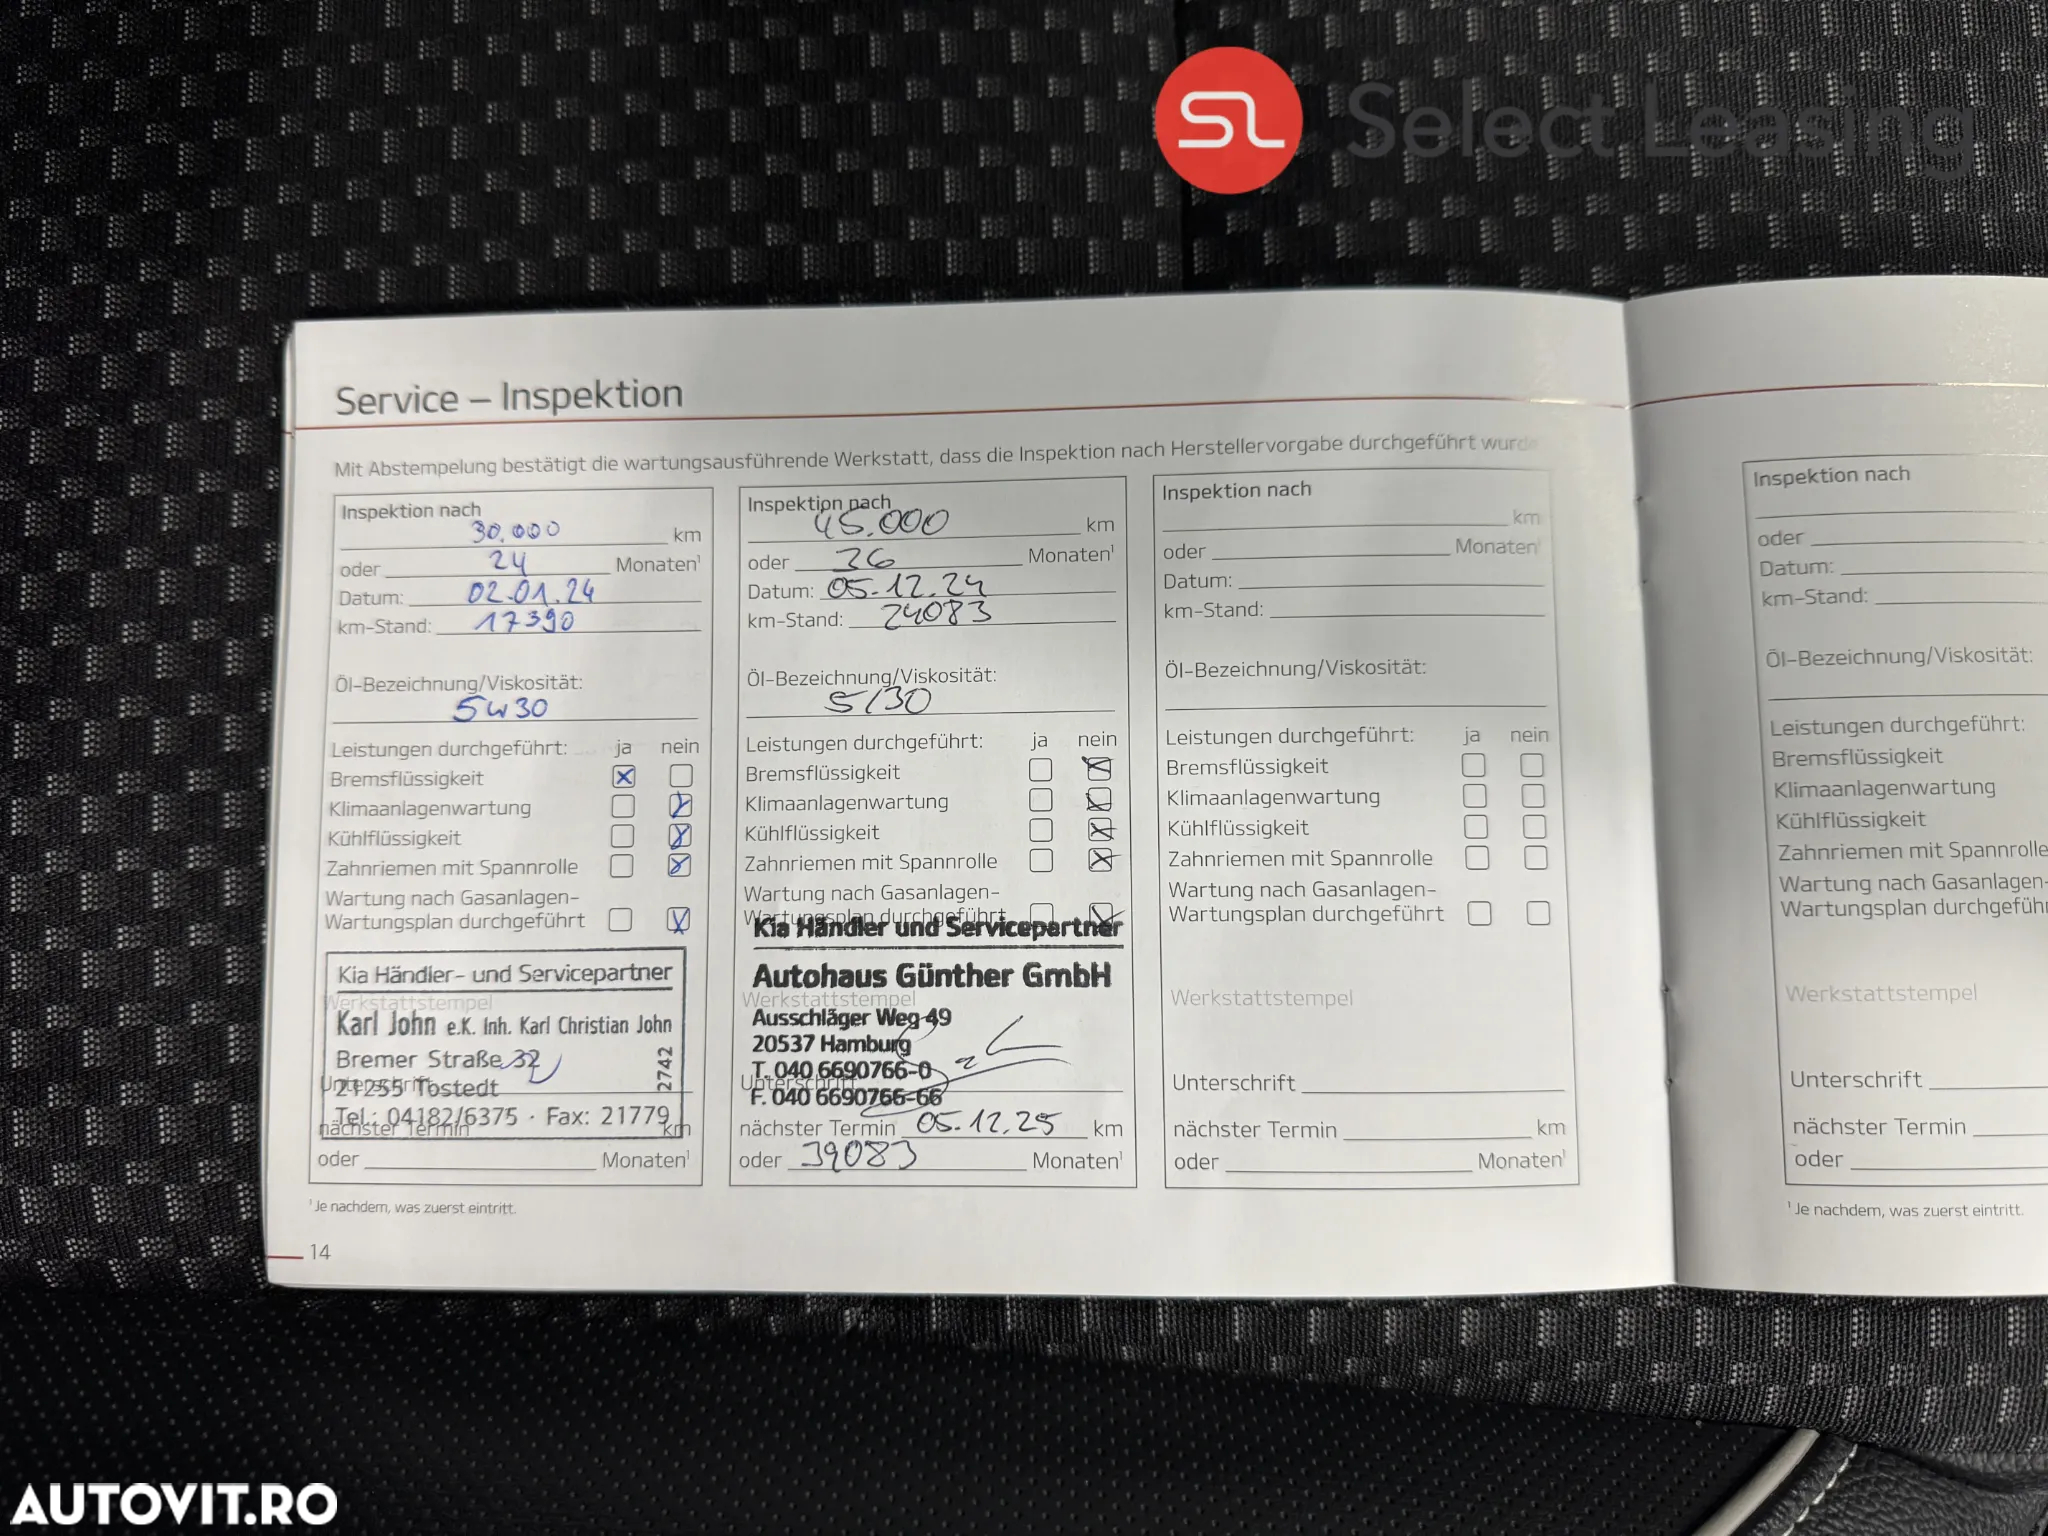 SL Select Leasing
Service – Inspektion
Mit Abstempelung bestätigt die wartungsausführende Werkstatt, dass die Inspektion nach Herstellervorgabe durchgeführt wurde
Inspektion nach
30.000 km
oder 24 Monaten¹
Datum: 02.01.24
km-Stand: 17390
Öl-Bezeichnung/Viskosität:
5w30
Leistungen durchgeführt: ja nein
Bremsflüssigkeit
Klimaanlagenwartung
Kühlflüssigkeit
Zahnriemen mit Spannrolle
Wartung nach Gasanlagen-
Wartungsplan durchgeführt
Kia Händler- und Servicepartner
Werkstattstempel
Karl John e.K. Inh. Karl Christian John
Bremer Straße 32
2742
Unterschrift
21255 Tostedt
Tel.: 04182/6375 · Fax: 21779
nächster Termin km
oder Monaten¹
¹ Je nachdem, was zuerst eintritt.
14
Inspektion nach
45.000 km
oder 36 Monaten¹
Datum: 05.12.24
km-Stand: 24083
Öl-Bezeichnung/Viskosität:
5/30
Leistungen durchgeführt: ja nein
Bremsflüssigkeit
Klimaanlagenwartung
Kühlflüssigkeit
Zahnriemen mit Spannrolle
Wartung nach Gasanlagen-
Wartungsplan durchgeführt
Kia Händler und Servicepartner
Autohaus Günther GmbH
Werkstattstempel
Ausschläger Weg 49
20537 Hamburg
T. 040 6690766-0
Unterschrift
F. 040 6690766-66
nächster Termin 05.12.25 km
oder 39083 Monaten¹
Inspektion nach
km
oder Monaten¹
Datum:
km-Stand:
Öl-Bezeichnung/Viskosität:
Leistungen durchgeführt: ja nein
Bremsflüssigkeit
Klimaanlagenwartung
Kühlflüssigkeit
Zahnriemen mit Spannrolle
Wartung nach Gasanlagen-
Wartungsplan durchgeführt
Werkstattstempel
Unterschrift
nächster Termin km
oder Monaten¹
Inspektion nach
oder
Datum:
km-Stand:
Öl-Bezeichnung/Viskosität:
Leistungen durchgeführt:
Bremsflüssigkeit
Klimaanlagenwartung
Kühlflüssigkeit
Zahnriemen mit Spannrolle
Wartung nach Gasanlagen-
Wartungsplan durchgefüh
Werkstattstempel
Unterschrift
nächster Termin
oder
¹ Je nachdem, was zuerst eintritt.
AUTOVIT.RO